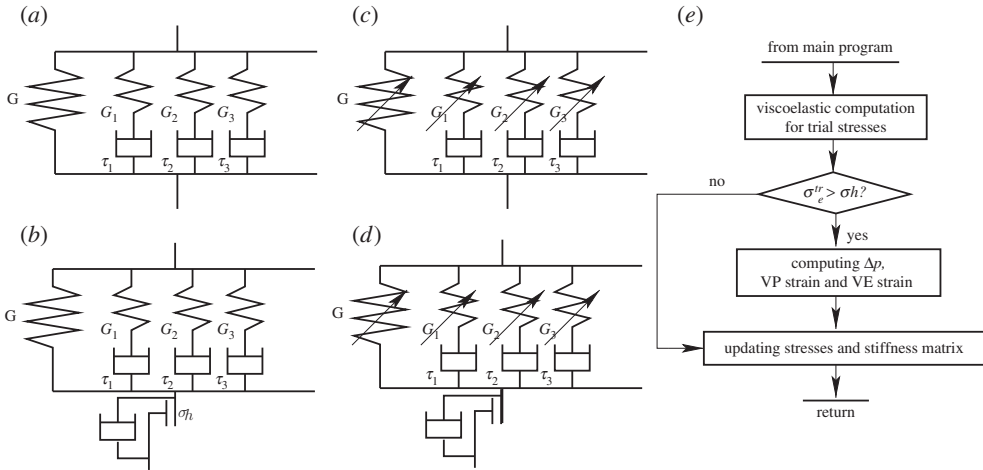 (a)
G
G1
G2
G3
τ1
τ2
τ3
(b)
G
G1
G2
G3
τ1
τ2
τ3
σh
(c)
G
G1
G2
G3
τ1
τ2
τ3
(d)
G
G1
G2
G3
τ1
τ2
τ3
(e)
from main program
viscoelastic computation
for trial stresses
no
σ_e^tr > σh?
yes
computing Δp,
VP strain and VE strain
updating stresses and stiffness matrix
return